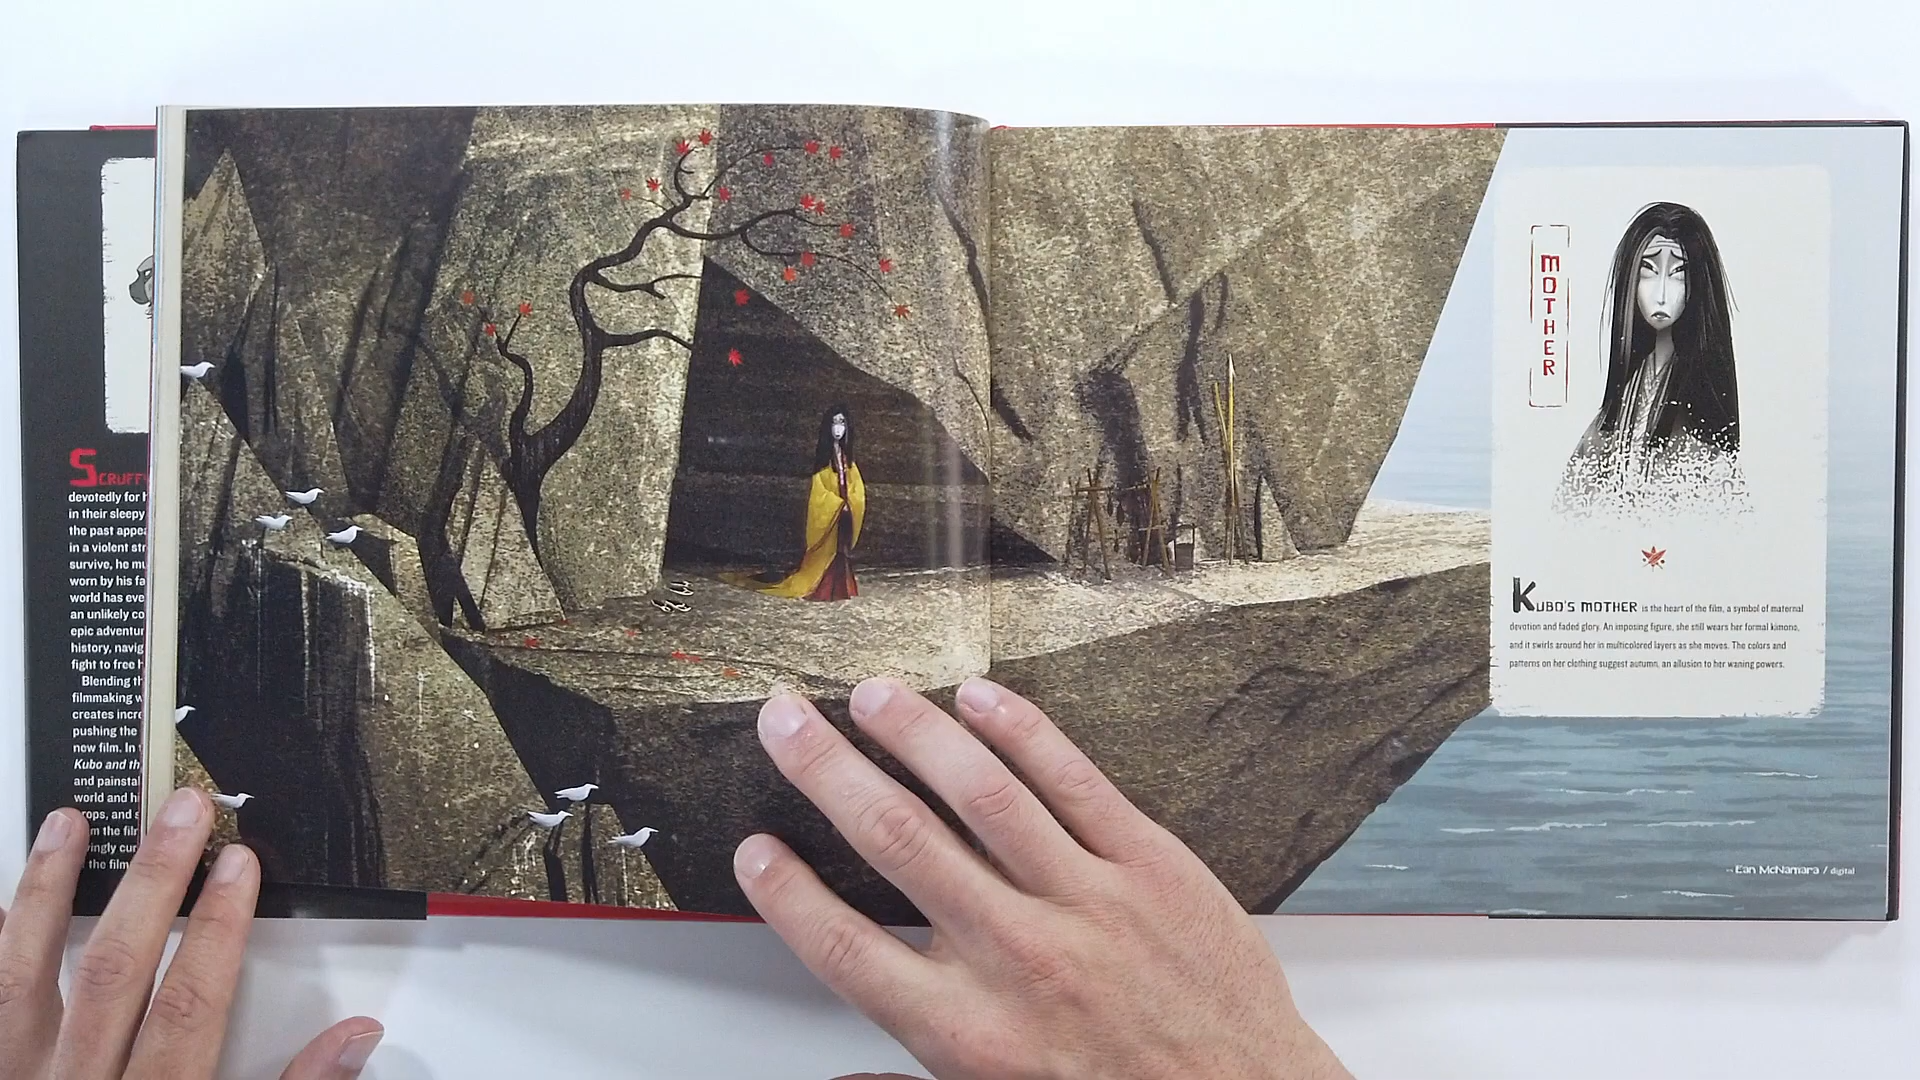 SCRUFFY
devotedly for h
in their sleepy
the past appea
in a violent str
survive, he mu
worn by his fa
world has eve
an unlikely co
epic adventur
history, navig
fight to free h
Blending th
filmmaking w
creates incre
pushing the
new film. In t
Kubo and th
and painstal
world and hi
rops, and s
m the filr
ingly cur
the film
MOTHER
KUBO'S MOTHER is the heart of the film, a symbol of maternal
devotion and faded glory. An imposing figure, she still wears her formal kimono,
and it swirls around her in multicolored layers as she moves. The colors and
patterns on her clothing suggest autumn, an allusion to her waning powers.
Ean McNamara / digital